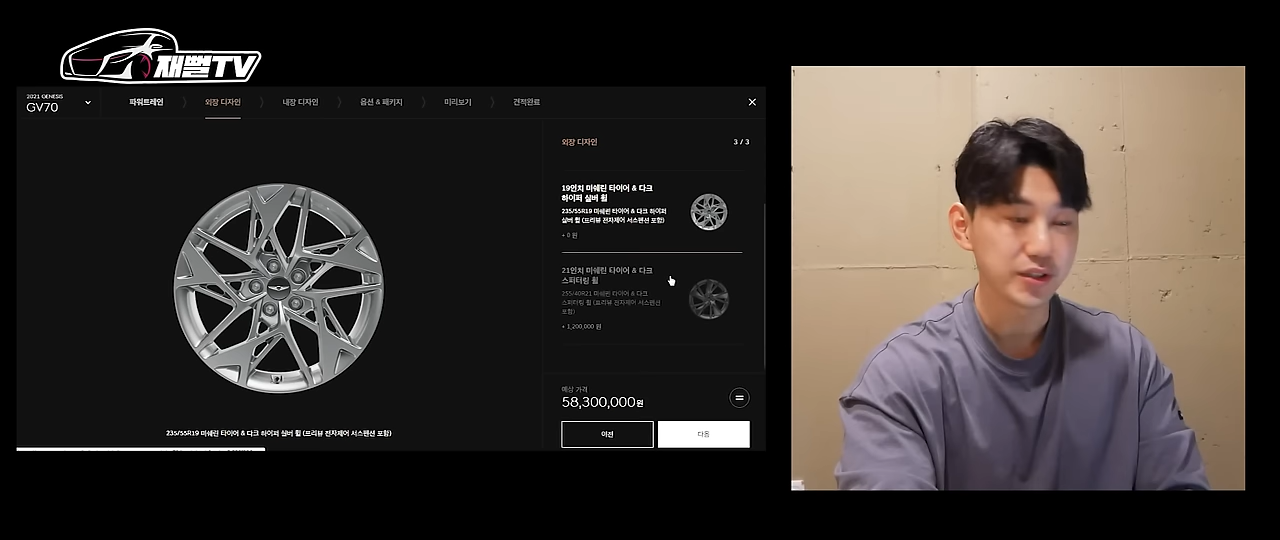 재뻘TV
2021 GENESIS
GV70
파워트레인
외장 디자인
내장 디자인
옵션 & 패키지
미리보기
견적완료
외장 디자인
3 / 3
19인치 미쉐린 타이어 & 다크
하이퍼 실버 휠
235/55R19 미쉐린 타이어 & 다크 하이퍼
실버 휠 (프리뷰 전자제어 서스펜션 포함)
+ 0 원
21인치 미쉐린 타이어 & 다크
스퍼터링 휠
255/40R21 미쉐린 타이어 & 다크
스퍼터링 휠 (프리뷰 전자제어 서스펜션
포함)
+ 1,200,000 원
예상 가격
58,300,000원
이전
다음
235/55R19 미쉐린 타이어 & 다크 하이퍼 실버 휠 (프리뷰 전자제어 서스펜션 포함)